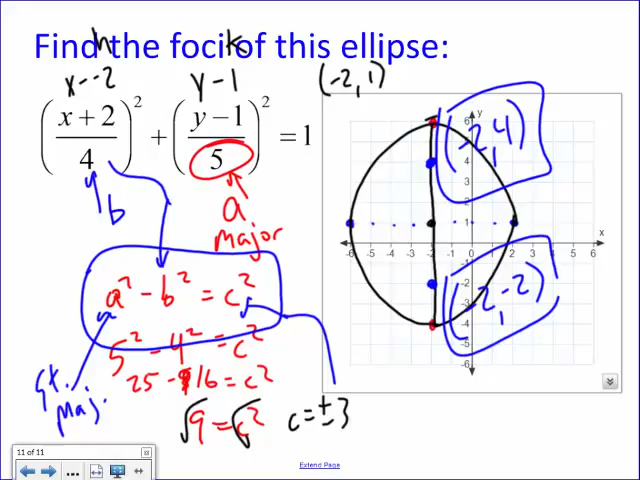 Find the foci of this ellipse:
h k
x--2 y-1 (-2, 1)
((x+2)/4)² + ((y-1)/5)² = 1
b a
major
a² - b² = c²
5² - 4² = c²
25 - 16 = c²
√9 = √c² c = ±3
gt.
maj.
(-2, 4)
(-2, -2)
y
6
5
4
3
2
1
-6 -5 -4 -3 -2 -1 1 2 3 4 5 6 x
-1
-2
-3
-4
-5
-6
11 of 11
Extend Page